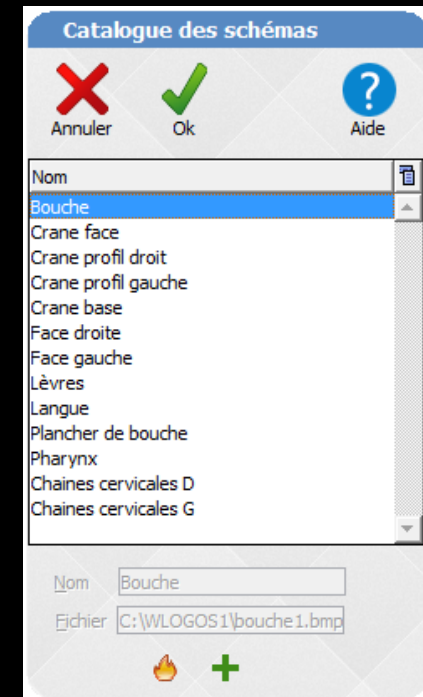 Catalogue des schémas
Annuler Ok Aide
Nom
Bouche
Crane face
Crane profil droit
Crane profil gauche
Crane base
Face droite
Face gauche
Lèvres
Langue
Plancher de bouche
Pharynx
Chaines cervicales D
Chaines cervicales G
Nom Bouche
Fichier C:\WLOGOS1\bouche1.bmp